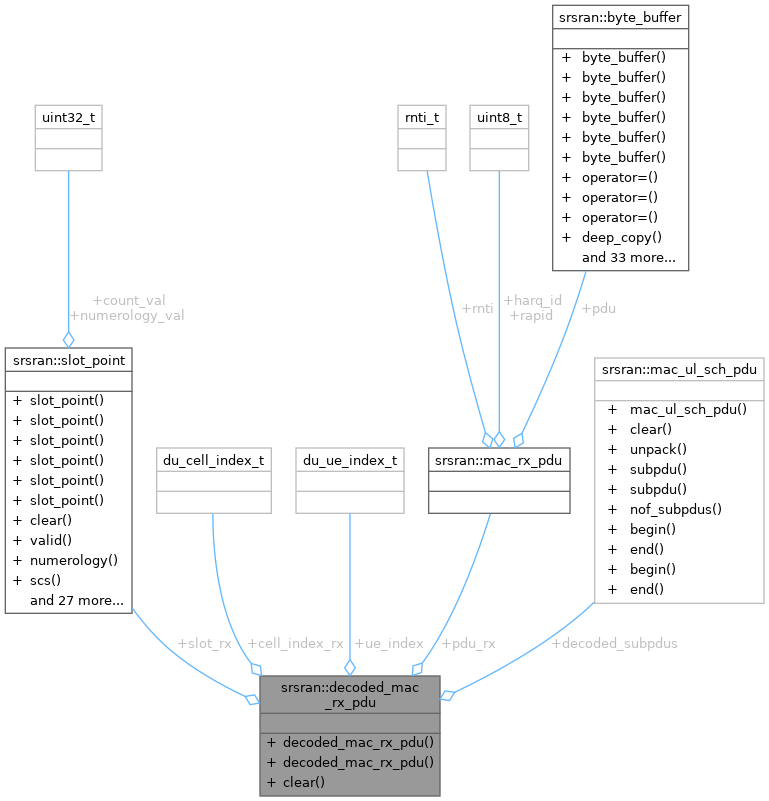 srsran::byte_buffer
+ byte_buffer()
+ byte_buffer()
+ byte_buffer()
+ byte_buffer()
+ byte_buffer()
+ byte_buffer()
+ operator=()
+ operator=()
+ operator=()
+ deep_copy()
and 33 more...
uint32_t
rnti_t
uint8_t
+count_val
+numerology_val
+rnti
+harq_id
+rapid
+pdu
srsran::slot_point
+ slot_point()
+ slot_point()
+ slot_point()
+ slot_point()
+ slot_point()
+ slot_point()
+ clear()
+ valid()
+ numerology()
+ scs()
and 27 more...
du_cell_index_t
du_ue_index_t
srsran::mac_rx_pdu
srsran::mac_ul_sch_pdu
+ mac_ul_sch_pdu()
+ clear()
+ unpack()
+ subpdu()
+ subpdu()
+ nof_subpdus()
+ begin()
+ end()
+ begin()
+ end()
+slot_rx
+cell_index_rx
+ue_index
+pdu_rx
+decoded_subpdus
srsran::decoded_mac
_rx_pdu
+ decoded_mac_rx_pdu()
+ decoded_mac_rx_pdu()
+ clear()